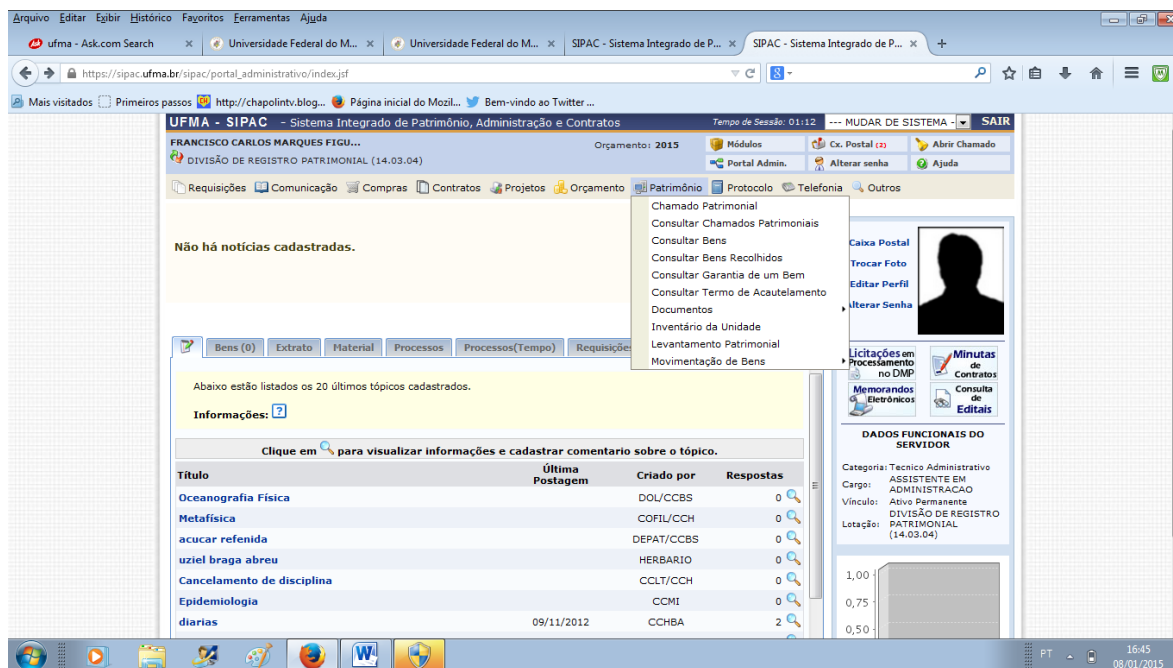 Arquivo Editar Exibir Histórico Favoritos Ferramentas Ajuda
ufma - Ask.com Search
Universidade Federal do M...
Universidade Federal do M...
SIPAC - Sistema Integrado de P...
SIPAC - Sistema Integrado de P...
https://sipac.ufma.br/sipac/portal_administrativo/index.jsf
Mais visitados Primeiros passos http://chapolintv.blog... Página inicial do Mozil... Bem-vindo ao Twitter ...
UFMA - SIPAC - Sistema Integrado de Patrimônio, Administração e Contratos
Tempo de Sessão: 01:12 --- MUDAR DE SISTEMA - SAIR
FRANCISCO CARLOS MARQUES FIGU...
Orçamento: 2015
Módulos Cx. Postal (2) Abrir Chamado
DIVISÃO DE REGISTRO PATRIMONIAL (14.03.04)
Portal Admin. Alterar senha Ajuda
Requisições Comunicação Compras Contratos Projetos Orçamento Patrimônio Protocolo Telefonia Outros
Chamado Patrimonial
Consultar Chamados Patrimoniais
Consultar Bens
Consultar Bens Recolhidos
Consultar Garantia de um Bem
Consultar Termo de Acautelamento
Documentos
Inventário da Unidade
Levantamento Patrimonial
Movimentação de Bens
Não há notícias cadastradas.
Caixa Postal
Trocar Foto
Editar Perfil
Alterar Senha
Bens (0) Extrato Material Processos Processos(Tempo) Requisições
Abaixo estão listados os 20 últimos tópicos cadastrados.
Informações: ?
Clique em para visualizar informações e cadastrar comentario sobre o tópico.
Título Última Postagem Criado por Respostas
Oceanografia Física DOL/CCBS 0
Metafísica COFIL/CCH 0
acucar refenida DEPAT/CCBS 0
uziel braga abreu HERBARIO 0
Cancelamento de disciplina CCLT/CCH 0
Epidemiologia CCMI 0
diarias 09/11/2012 CCHBA 2
Licitações em Processamento no DMP
Minutas de Contratos
Memorandos Eletrônicos
Consulta de Editais
DADOS FUNCIONAIS DO SERVIDOR
Categoria: Tecnico Administrativo
Cargo: ASSISTENTE EM ADMINISTRACAO
Vínculo: Ativo Permanente
Lotação: DIVISÃO DE REGISTRO PATRIMONIAL (14.03.04)
1,00
0,75
0,50
PT
16:45
08/01/2015